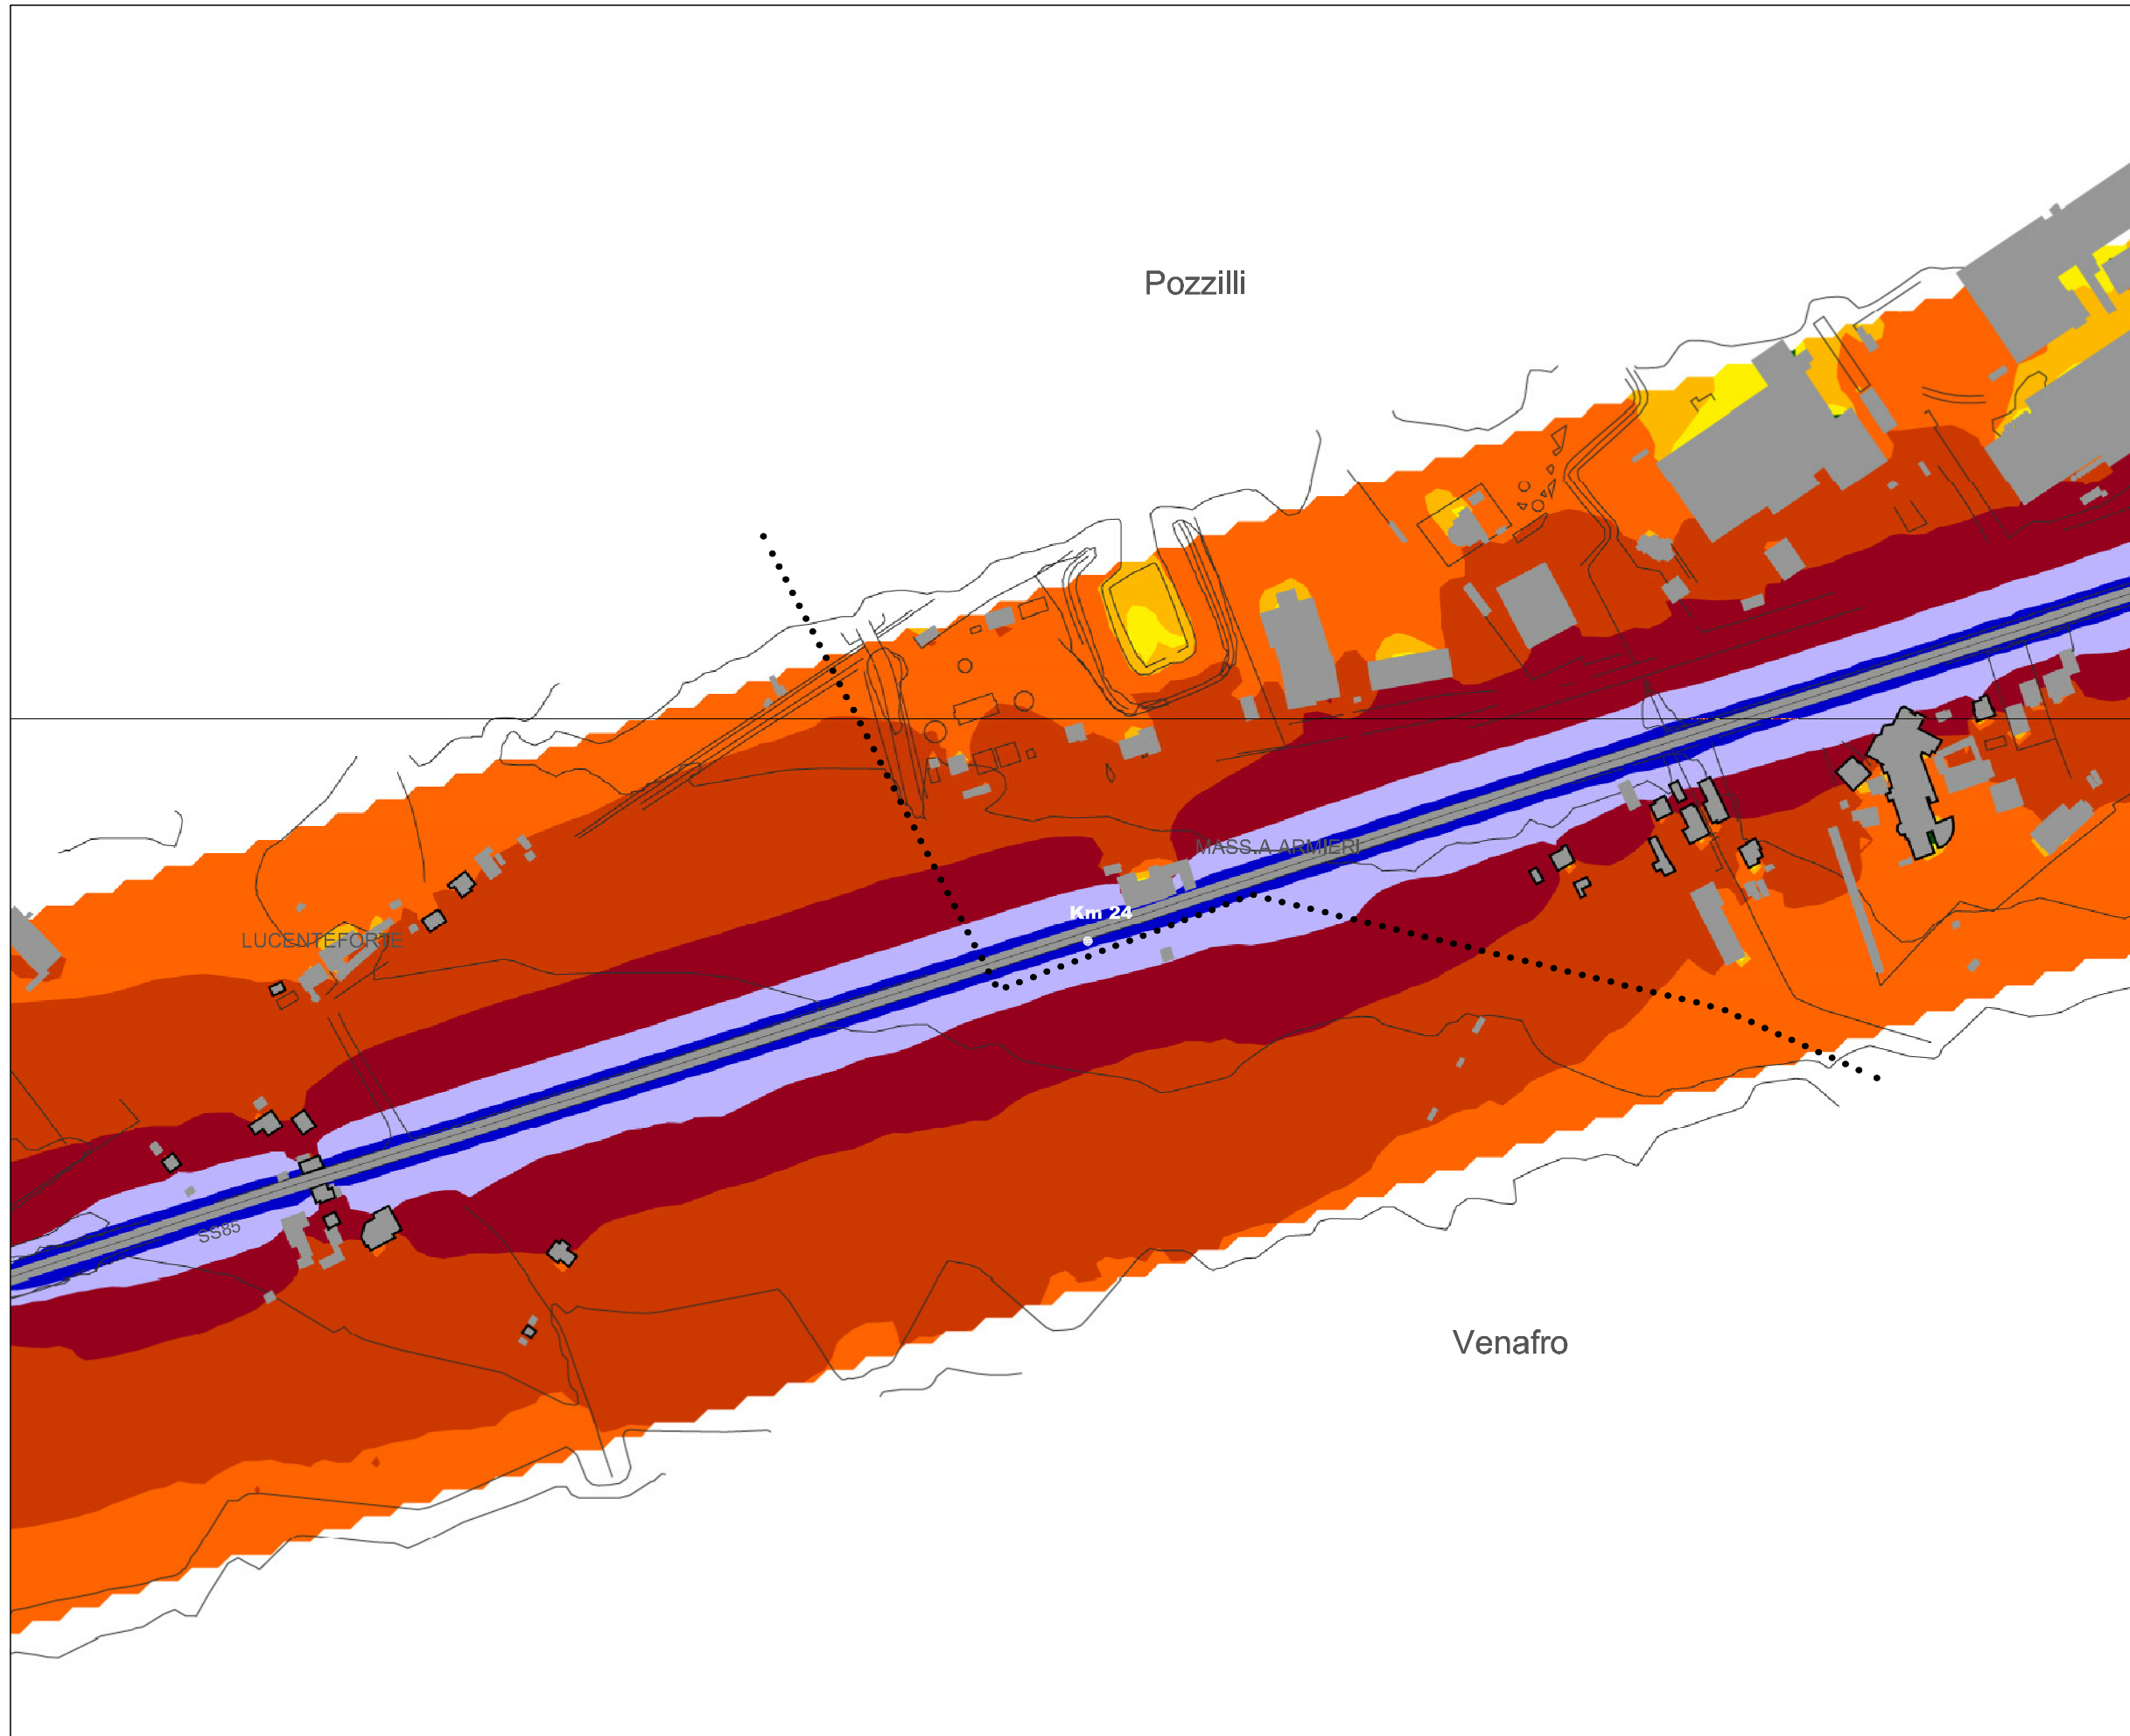 Pozzilli
MASS.A ARMIERI
Km 24
LUCENTEFORTE
SS85
Venafro